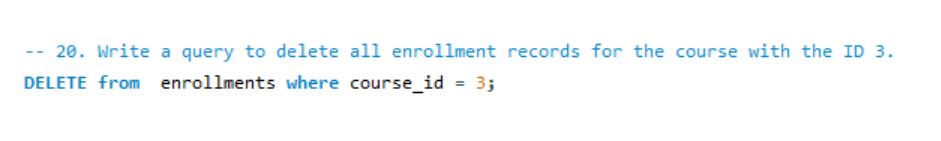 -- 20. Write a query to delete all enrollment records for the course with the ID 3.
DELETE from  enrollments where course_id = 3;